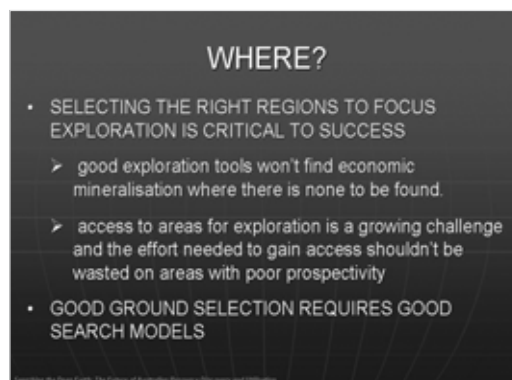 WHERE?
• SELECTING THE RIGHT REGIONS TO FOCUS
EXPLORATION IS CRITICAL TO SUCCESS
➢ good exploration tools won't find economic
mineralisation where there is none to be found.
➢ access to areas for exploration is a growing challenge
and the effort needed to gain access shouldn't be
wasted on areas with poor prospectivity
• GOOD GROUND SELECTION REQUIRES GOOD
SEARCH MODELS